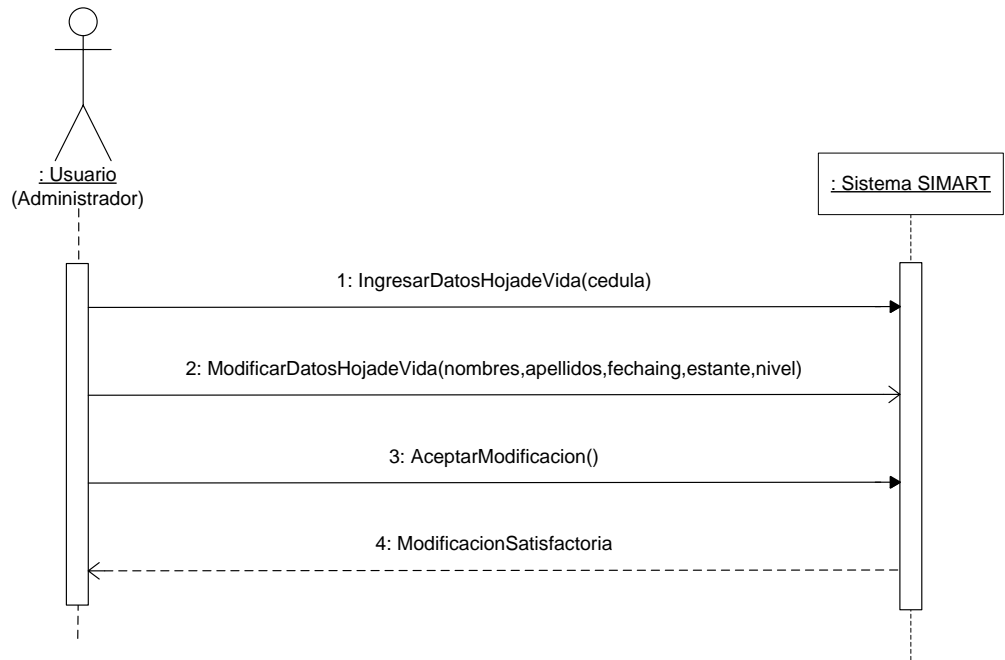 : Usuario
(Administrador)
: Sistema SIMART
1: IngresarDatosHojadeVida(cedula)
2: ModificarDatosHojadeVida(nombres,apellidos,fechaing,estante,nivel)
3: AceptarModificacion()
4: ModificacionSatisfactoria